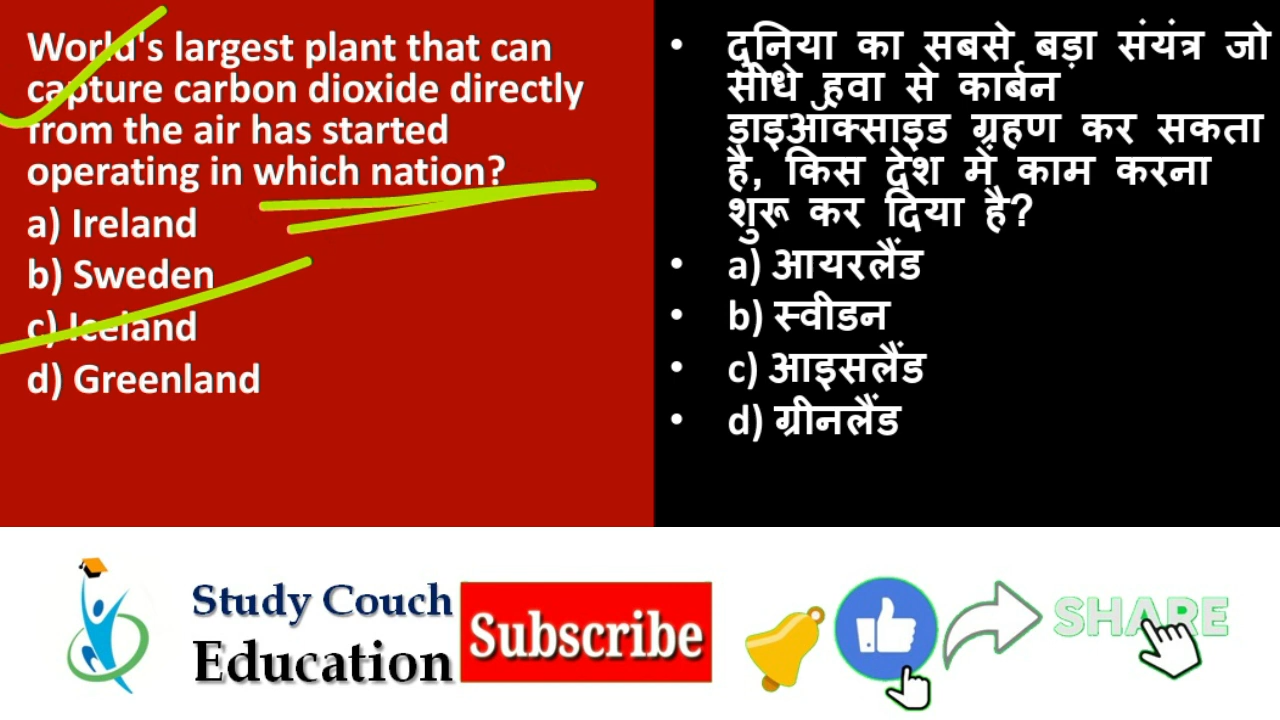 World's largest plant that can
capture carbon dioxide directly
from the air has started
operating in which nation?
a) Ireland
b) Sweden
c) Iceland
d) Greenland
• दुनिया का सबसे बड़ा संयंत्र जो
सीधे हवा से कार्बन
डाइऑक्साइड ग्रहण कर सकता
है, किस देश में काम करना
शुरू कर दिया है?
• a) आयरलैंड
• b) स्वीडन
• c) आइसलैंड
• d) ग्रीनलैंड
Study Couch
Education
Subscribe
SHARE